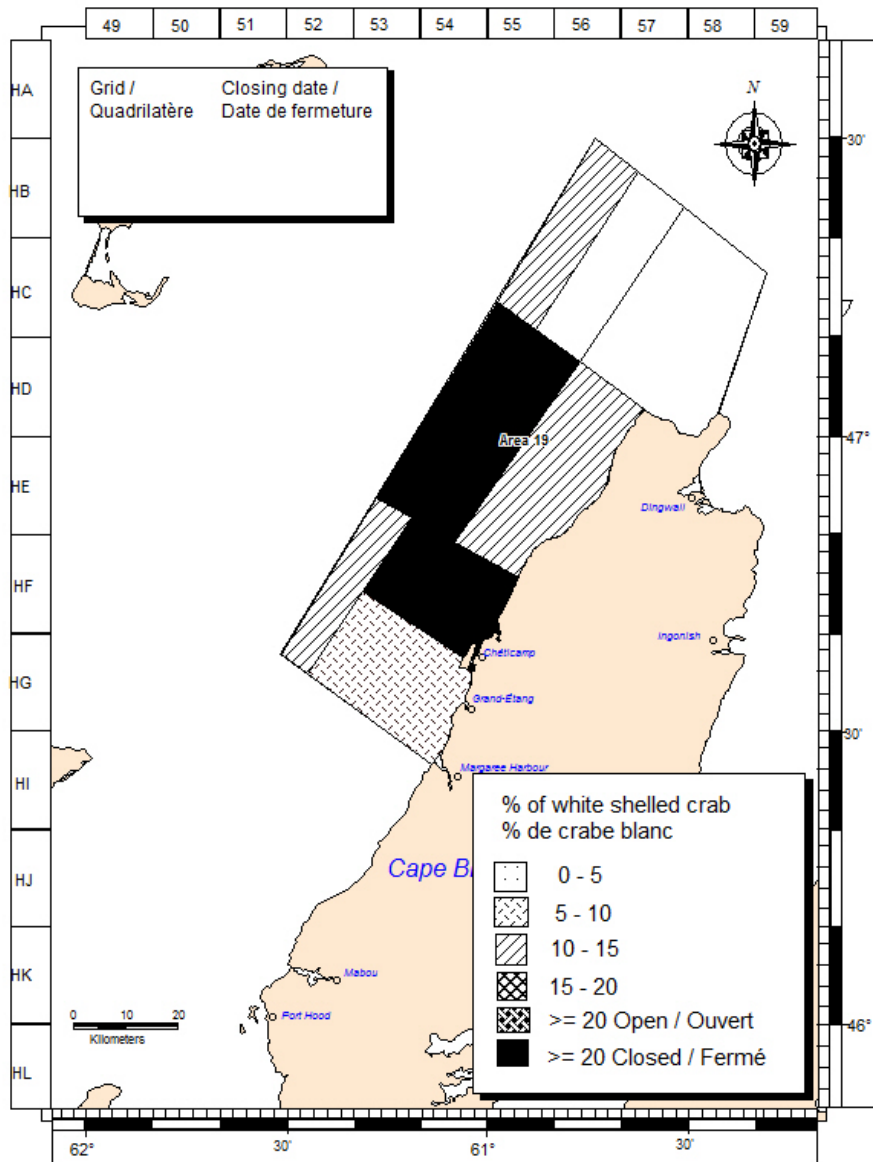 49 50 51 52 53 54 55 56 57 58 59
HA
HB
HC
HD
HE
HF
HG
HI
HJ
HK
HL
Grid / Closing date /
Quadrilatère Date de fermeture
N
30'
47°
30'
46°
Area 19
Dingwall
Ingonish
Chéticamp
Grand-Étang
Margaree Harbour
Cape B
Mabou
Port Hood
0 10 20
Kilometers
% of white shelled crab
% de crabe blanc
0 - 5
5 - 10
10 - 15
15 - 20
>= 20 Open / Ouvert
>= 20 Closed / Fermé
62° 30' 61° 30'